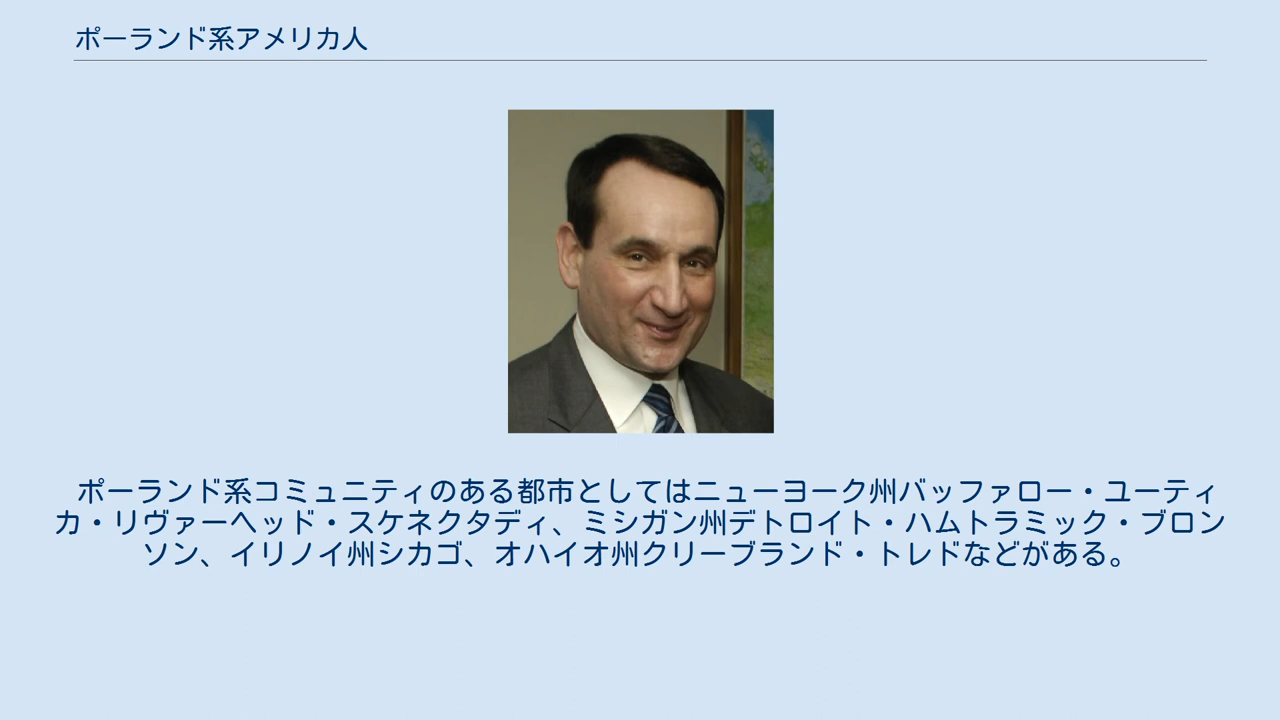 ポーランド系アメリカ人
ポーランド系コミュニティのある都市としてはニューヨーク州バッファロー・ユーティ
カ・リヴァーヘッド・スケネクタディ、ミシガン州デトロイト・ハムトラミック・ブロン
ソン、イリノイ州シカゴ、オハイオ州クリーブランド・トレドなどがある。